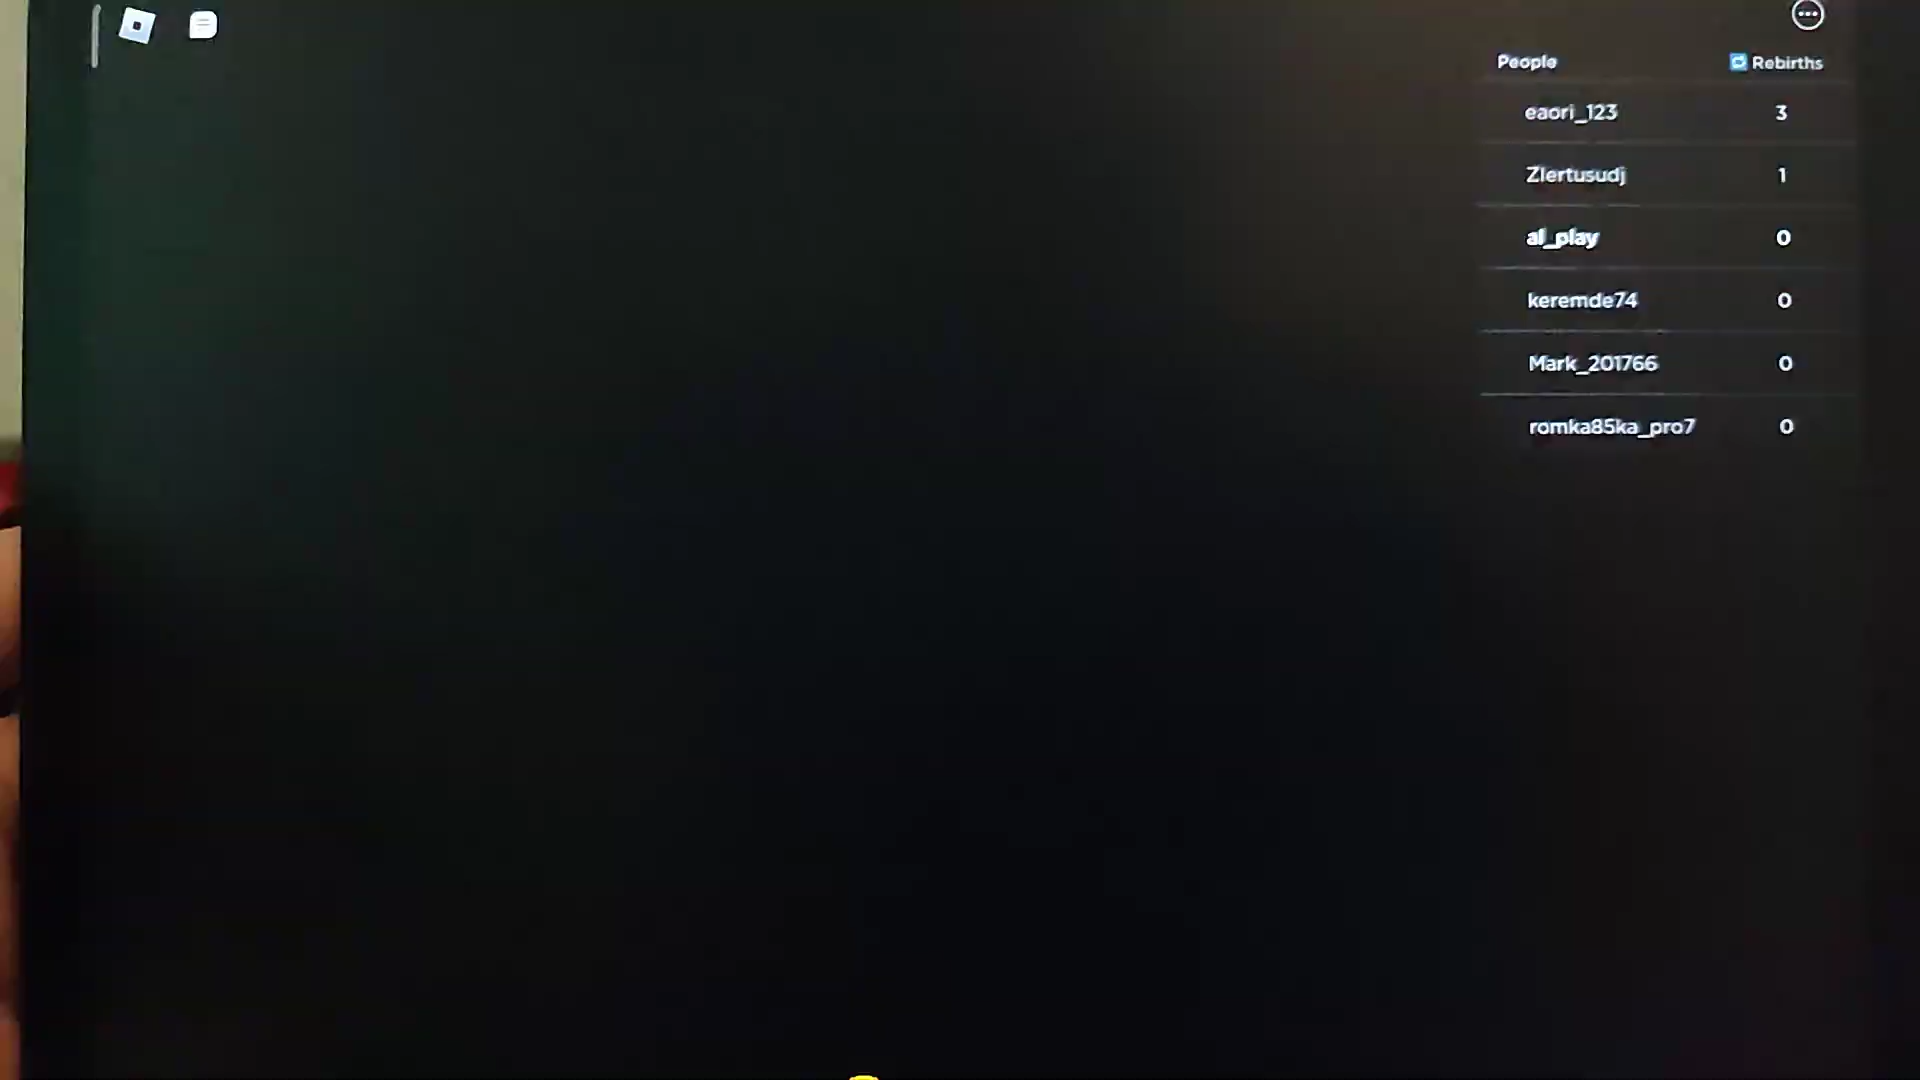 People Rebirths
eaori_123 3
Zlertusudj 1
al_play 0
keremde74 0
Mark_201766 0
romka85ka_pro7 0